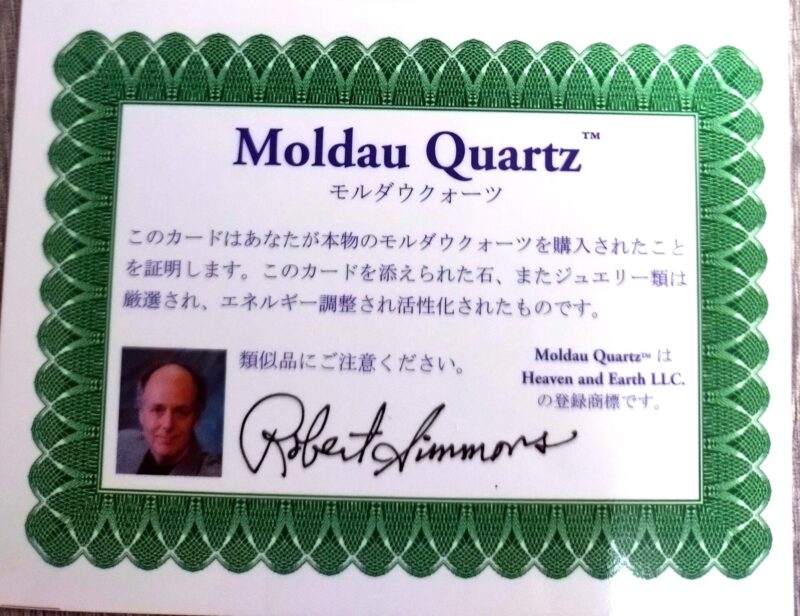 Moldau Quartz™
モルダウクォーツ
このカードはあなたが本物のモルダウクォーツを購入されたこと
を証明します。このカードを添えられた石、またジュエリー類は
厳選され、エネルギー調整され活性化されたものです。
類似品にご注意ください。
Moldau Quartz™ は
Heaven and Earth LLC.
の登録商標です。
Robert Simmons